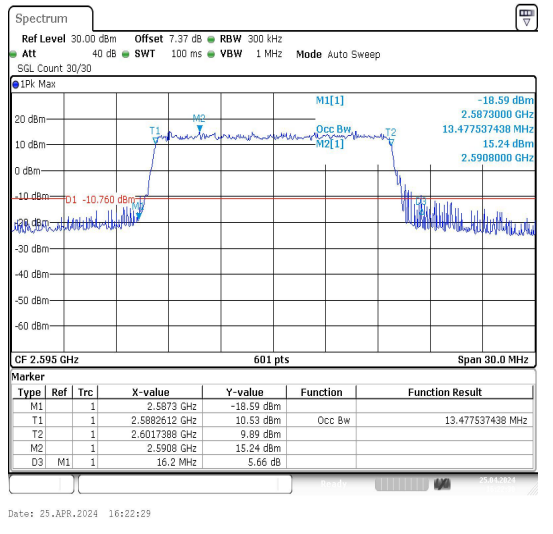 Spectrum
Ref Level 30.00 dBm Offset 7.37 dB RBW 300 kHz
Att 40 dB SWT 100 ms VBW 1 MHz Mode Auto Sweep
SGL Count 30/30
1Pk Max
M1[1] -18.59 dBm
2.5873000 GHz
Occ Bw 13.477537438 MHz
M2[1] 15.24 dBm
2.5908000 GHz
20 dBm
M2
T1
T2
10 dBm
0 dBm
-10 dBm
D1 -10.760 dBm
M1
D3
-20 dBm
-30 dBm
-40 dBm
-50 dBm
-60 dBm
CF 2.595 GHz 601 pts Span 30.0 MHz
Marker
Type Ref Trc X-value Y-value Function Function Result
M1 1 2.5873 GHz -18.59 dBm
T1 1 2.5882612 GHz 10.53 dBm Occ Bw 13.477537438 MHz
T2 1 2.6017388 GHz 9.89 dBm
M2 1 2.5908 GHz 15.24 dBm
D3 M1 1 16.2 MHz 5.66 dB
Ready 25.04.2024
Date: 25.APR.2024 16:22:29